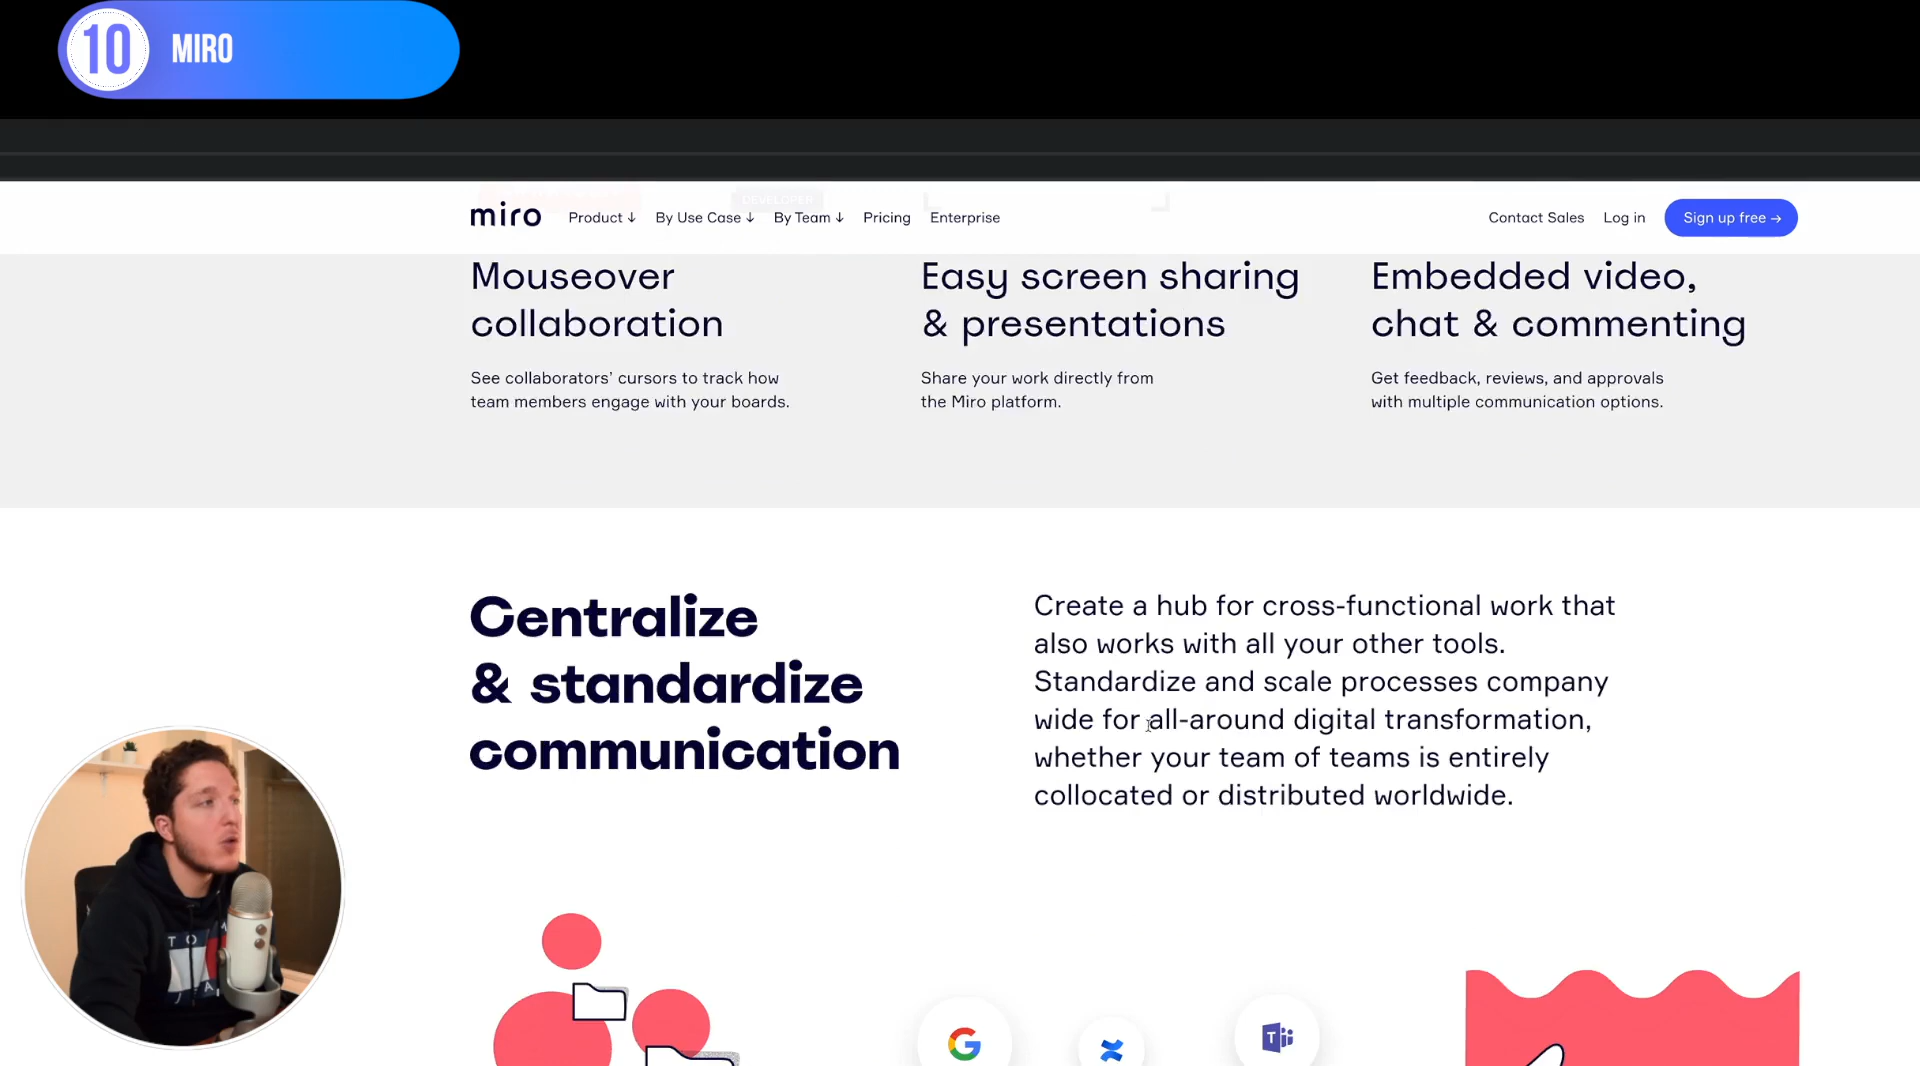 10 MIRO
DEVELOPER
miro Product ↓ By Use Case ↓ By Team ↓ Pricing Enterprise Contact Sales Log in Sign up free →
Mouseover
collaboration
See collaborators’ cursors to track how
team members engage with your boards.
Easy screen sharing
& presentations
Share your work directly from
the Miro platform.
Embedded video,
chat & commenting
Get feedback, reviews, and approvals
with multiple communication options.
Centralize
& standardize
communication
Create a hub for cross-functional work that
also works with all your other tools.
Standardize and scale processes company
wide for all-around digital transformation,
whether your team of teams is entirely
collocated or distributed worldwide.
G
T